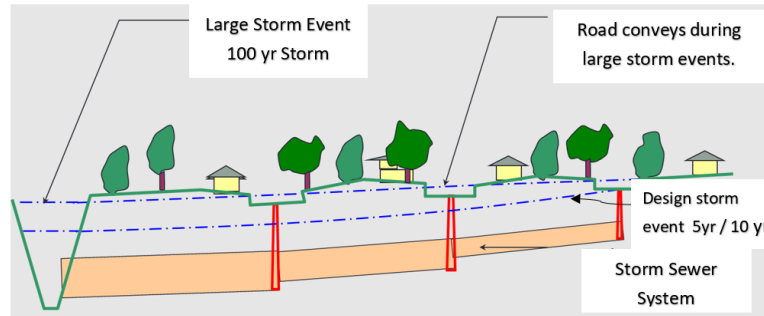 Large Storm Event
100 yr Storm
Road conveys during
large storm events.
Design storm
event 5yr / 10 yr
Storm Sewer
System